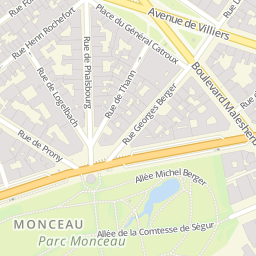 Avenue de Villiers
Place du Général Catroux
Rue Henri Rochefort
Rue de Phalsbourg
Rue de Thann
Rue de Logelbach
Boulevard Malesherb
Rue Georges Berger
Rue de Prony
Allée Michel Berger
MONCEAU
Parc Monceau
Allée de la Comtesse de Ségur